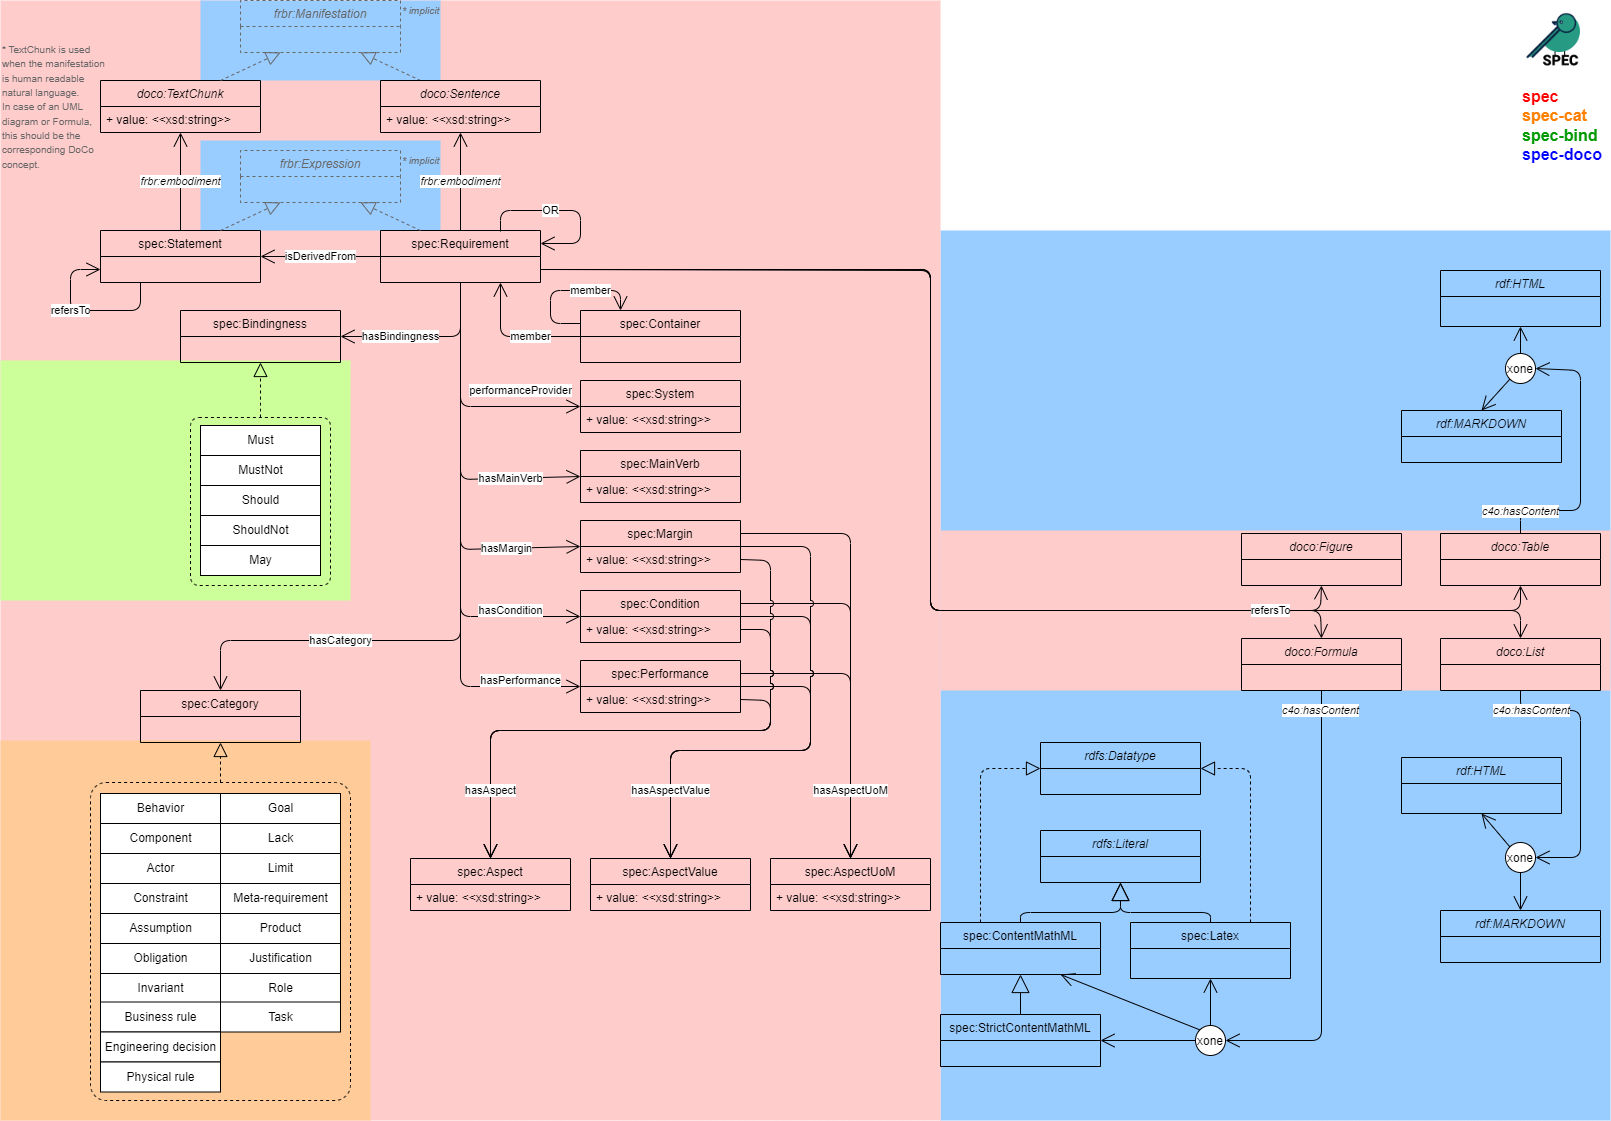 frbr:Manifestation
* implicit
* TextChunk is used
when the manifestation
is human readable
natural language.
In case of an UML
diagram or Formula,
this should be the
corresponding DoCo
concept.
SPEC
spec
spec-cat
spec-bind
spec-doco
doco:TextChunk
+ value: <<xsd:string>>
doco:Sentence
+ value: <<xsd:string>>
frbr:Expression
* implicit
frbr:embodiment
frbr:embodiment
OR
spec:Statement
isDerivedFrom
spec:Requirement
refersTo
spec:Bindingness
hasBindingness
member
member
spec:Container
performanceProvider
spec:System
+ value: <<xsd:string>>
hasMainVerb
spec:MainVerb
+ value: <<xsd:string>>
hasMargin
spec:Margin
+ value: <<xsd:string>>
hasCondition
spec:Condition
+ value: <<xsd:string>>
hasPerformance
spec:Performance
+ value: <<xsd:string>>
Must
MustNot
Should
ShouldNot
May
hasCategory
spec:Category
Behavior
Goal
Component
Lack
Actor
Limit
Constraint
Meta-requirement
Assumption
Product
Obligation
Justification
Invariant
Role
Business rule
Task
Engineering decision
Physical rule
hasAspect
hasAspectValue
hasAspectUoM
spec:Aspect
+ value: <<xsd:string>>
spec:AspectValue
+ value: <<xsd:string>>
spec:AspectUoM
+ value: <<xsd:string>>
rdf:HTML
xone
rdf:MARKDOWN
c4o:hasContent
doco:Figure
doco:Table
refersTo
doco:Formula
doco:List
c4o:hasContent
c4o:hasContent
rdfs:Datatype
rdf:HTML
rdfs:Literal
xone
spec:ContentMathML
spec:Latex
rdf:MARKDOWN
spec:StrictContentMathML
xone